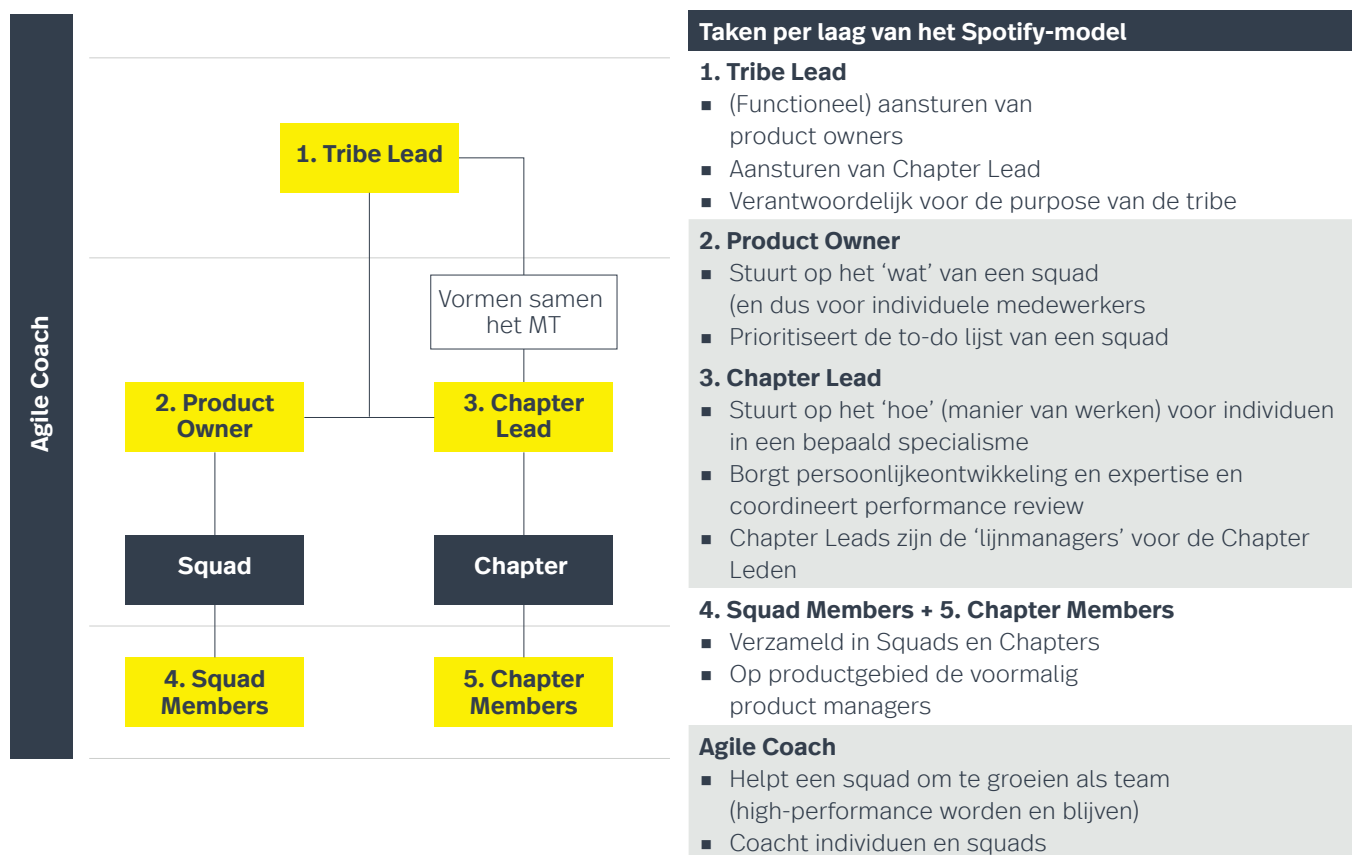 Agile Coach
1. Tribe Lead
Vormen samen
het MT
2. Product
Owner
3. Chapter
Lead
Squad
Chapter
4. Squad
Members
5. Chapter
Members
Taken per laag van het Spotify-model
1. Tribe Lead
■ (Functioneel) aansturen van
product owners
■ Aansturen van Chapter Lead
■ Verantwoordelijk voor de purpose van de tribe
2. Product Owner
■ Stuurt op het ‘wat’ van een squad
(en dus voor individuele medewerkers
■ Prioritiseert de to-do lijst van een squad
3. Chapter Lead
■ Stuurt op het ‘hoe’ (manier van werken) voor individuen
in een bepaald specialisme
■ Borgt persoonlijkeontwikkeling en expertise en
coordineert performance review
■ Chapter Leads zijn de ‘lijnmanagers’ voor de Chapter
Leden
4. Squad Members + 5. Chapter Members
■ Verzameld in Squads en Chapters
■ Op productgebied de voormalig
product managers
Agile Coach
■ Helpt een squad om te groeien als team
(high-performance worden en blijven)
■ Coacht individuen en squads